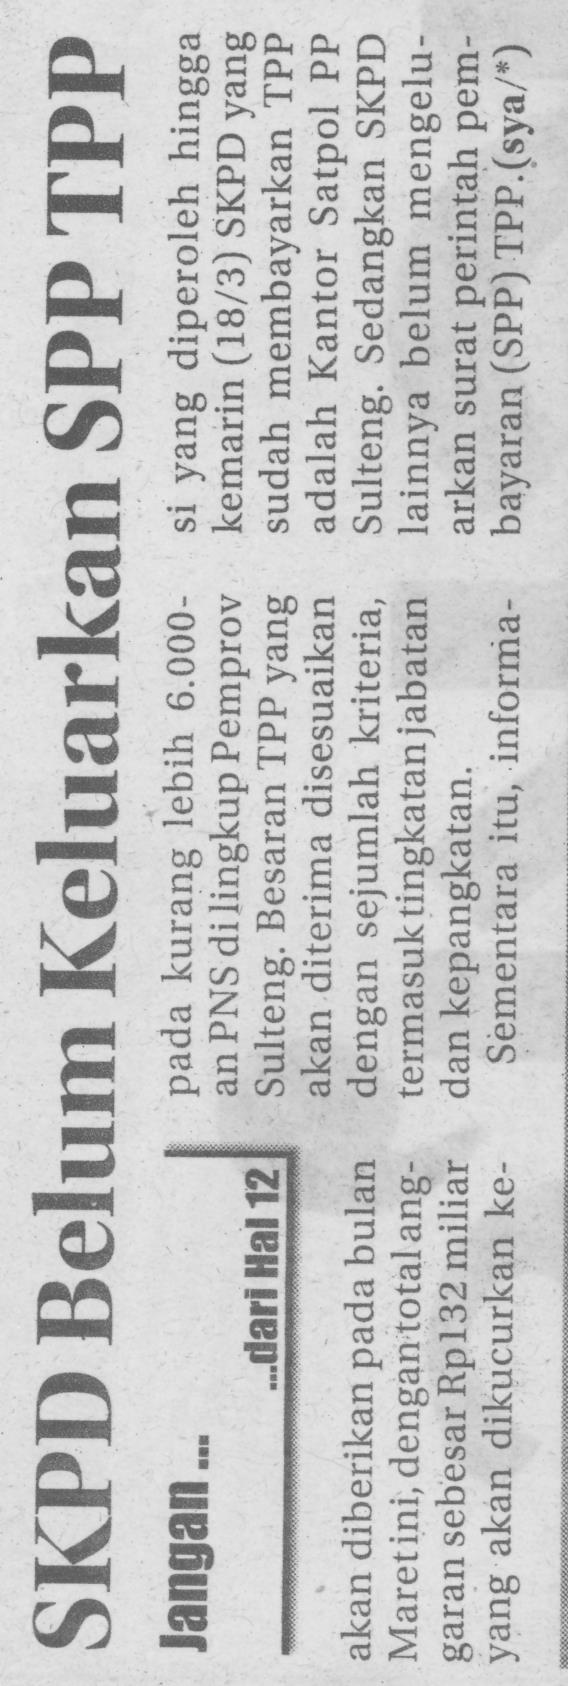 SKPD Belum Keluarkan SPP TPP
Jangan ...
...dari Hal 12
akan diberikan pada bulan
Maret ini, dengan total ang-
garan sebesar Rp132 miliar
yang akan dikucurkan ke-
pada kurang lebih 6.000-
an PNS di lingkup Pemprov
Sulteng. Besaran TPP yang
akan diterima disesuaikan
dengan sejumlah kriteria,
termasuk tingkatan jabatan
dan kepangkatan.
Sementara itu, informa-
si yang diperoleh hingga
kemarin (18/3) SKPD yang
sudah membayarkan TPP
adalah Kantor Satpol PP
Sulteng. Sedangkan SKPD
lainnya belum mengelu-
arkan surat perintah pem-
bayaran (SPP) TPP.(sya/*)